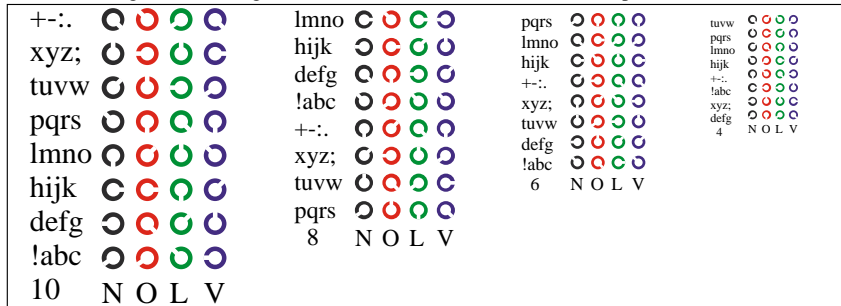 +-:.
xyz;
tuvw
pqrs
lmno
hijk
defg
!abc
10 N O L V
lmno
hijk
defg
!abc
+-:.
xyz;
tuvw
pqrs
8 N O L V
pqrs
lmno
hijk
+-:.
xyz;
tuvw
defg
!abc
6 N O L V
tuvw
pqrs
lmno
hijk
+-:.
!abc
xyz;
defg
4 N O L V